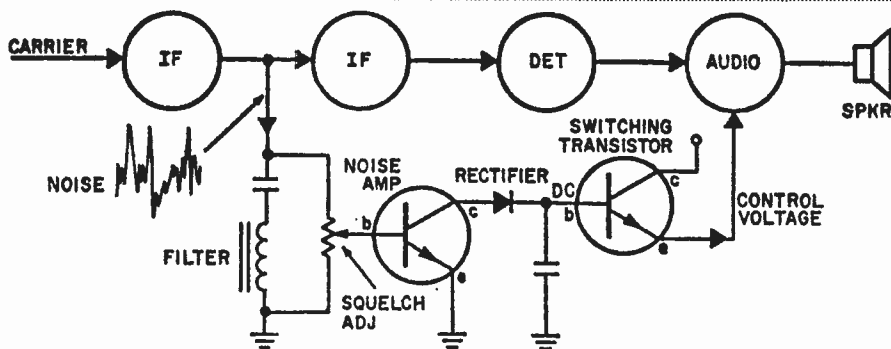 CARRIER
IF
IF
DET
AUDIO
SPKR
NOISE
FILTER
SQUELCH
ADJ
NOISE
AMP
b
c
e
RECTIFIER
DC
b
SWITCHING
TRANSISTOR
c
e
CONTROL
VOLTAGE